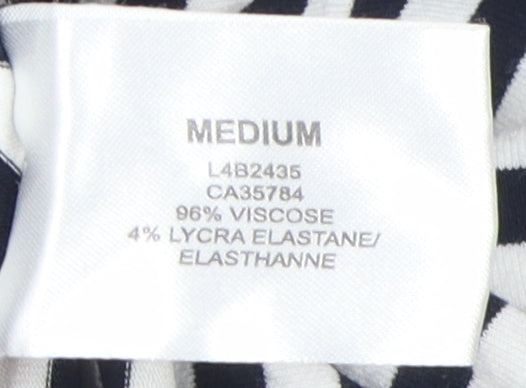 MEDIUM
L4B2435
CA35784
96% VISCOSE
4% LYCRA ELASTANE/
ELASTHANNE